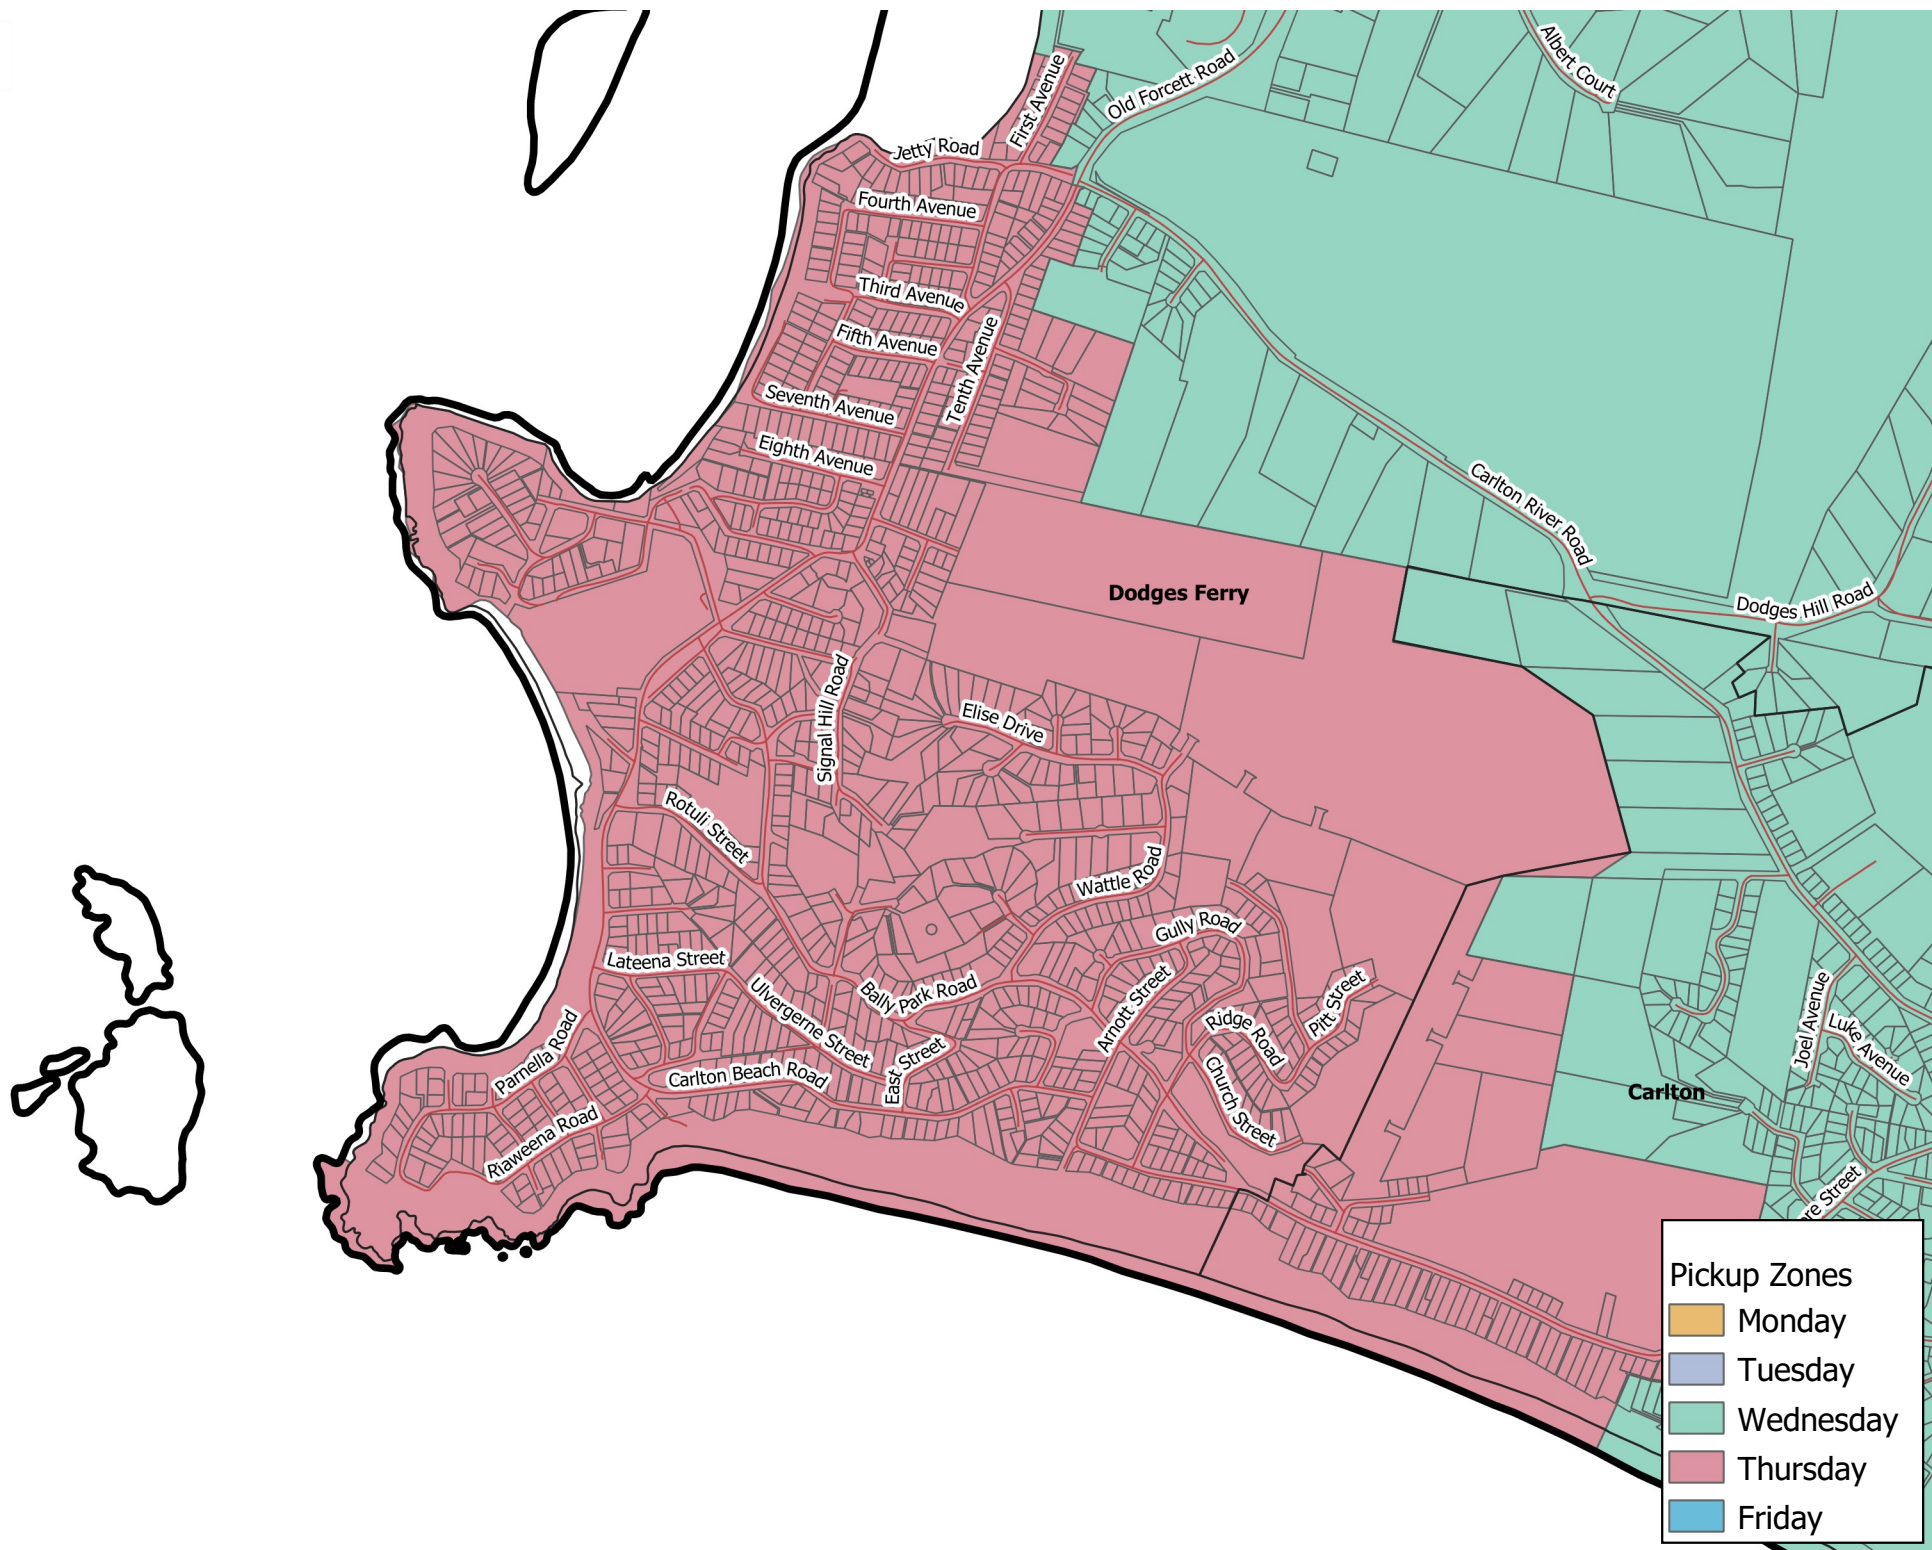 Albert Court
First Avenue
Old Forcett Road
Jetty Road
Fourth Avenue
Third Avenue
Fifth Avenue
Tenth Avenue
Seventh Avenue
Eighth Avenue
Carlton River Road
Dodges Ferry
Dodges Hill Road
Signal Hill Road
Elise Drive
Rotuli Street
Wattle Road
Gully Road
Lateena Street
Ulvergerne Street
Bally Park Road
Arnott Street
Pitt Street
Ridge Road
Joel Avenue
Luke Avenue
Parnella Road
Carlton Beach Road
East Street
Church Street
Carlton
Riaweena Road
re Street
Pickup Zones
Monday
Tuesday
Wednesday
Thursday
Friday